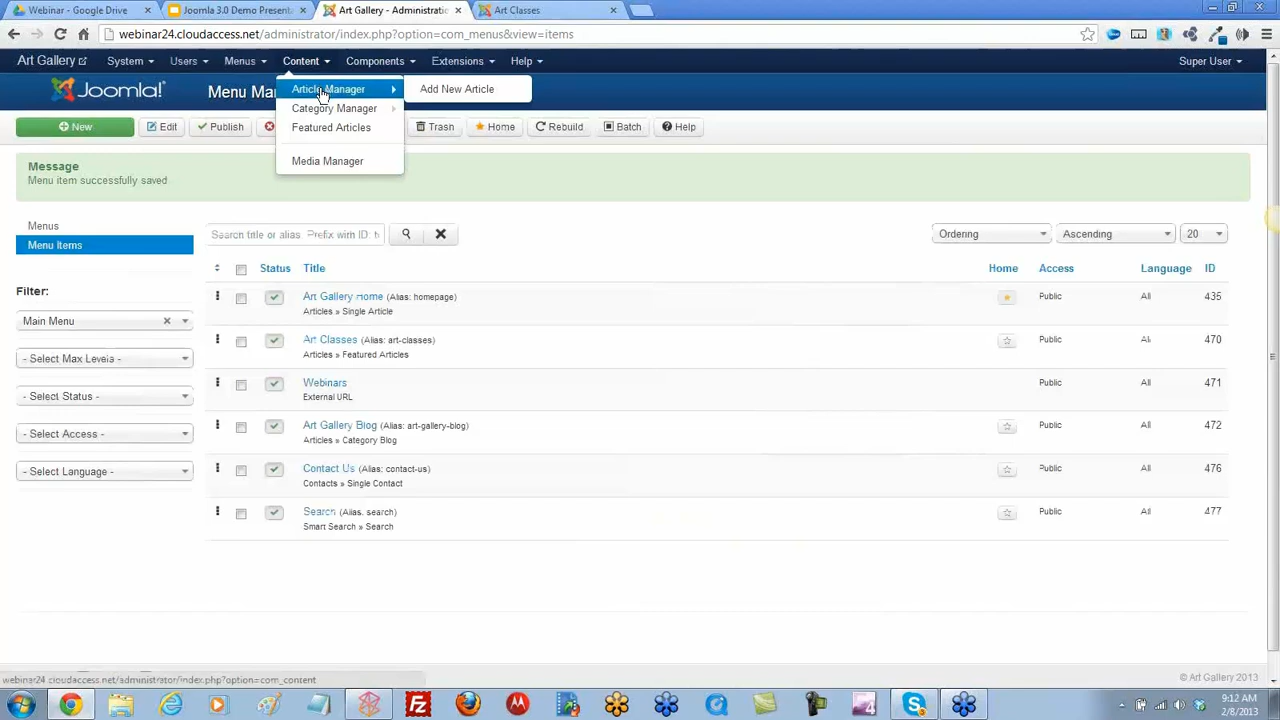 Webinar - Google Drive
Joomla 3.0 Demo Presenta
Art Gallery - Administratio
Art Classes
webinar24.cloudaccess.net/administrator/index.php?option=com_menus&view=items
Art Gallery System Users Menus Content Components Extensions Help Super User
Joomla! Menu Mana
Article Manager Add New Article
Category Manager
Featured Articles
Media Manager
New Edit Publish Trash Home Rebuild Batch Help
Message
Menu item successfully saved
Menus
Menu Items
Search title or alias. Prefix with ID: Ordering Ascending 20
Status Title Home Access Language ID
Filter:
Main Menu
- Select Max Levels -
- Select Status -
- Select Access -
- Select Language -
Art Gallery Home (Alias: homepage) Public All 435
Articles » Single Article
Art Classes (Alias: art-classes) Public All 470
Articles » Featured Articles
Webinars Public All 471
External URL
Art Gallery Blog (Alias: art-gallery-blog) Public All 472
Articles » Category Blog
Contact Us (Alias: contact-us) Public All 476
Contacts » Single Contact
Search (Alias: search) Public All 477
Smart Search » Search
webinar24.cloudaccess.net/administrator/index.php?option=com_content
© Art Gallery 2013
9:12 AM
2/8/2013